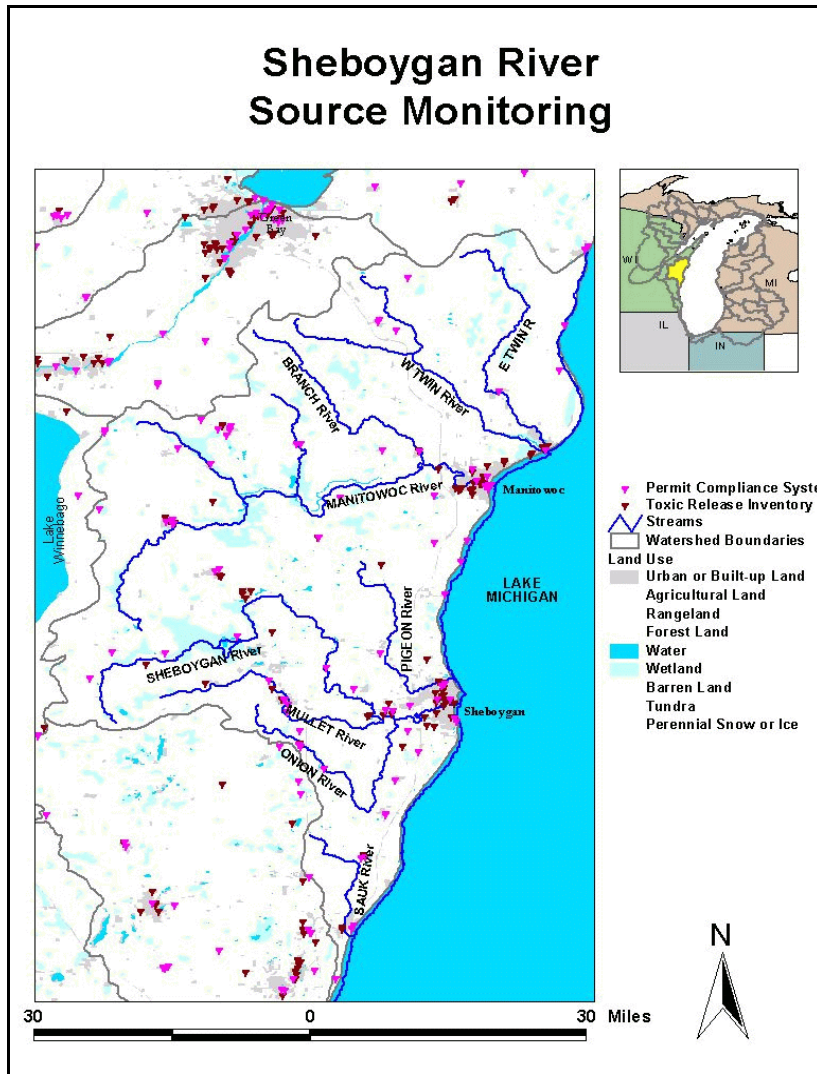 Sheboygan River
Source Monitoring
Green
Bay
WI
MI
IL
IN
E TWIN R
W TWIN River
BRANCH River
MANITOWOC River
Manitowoc
Lake
Winnebago
LAKE
MICHIGAN
PIGEON River
SHEBOYGAN River
Sheboygan
MULLET River
ONION River
SAUK River
Permit Compliance Syste
Toxic Release Inventory
Streams
Watershed Boundaries
Land Use
Urban or Built-up Land
Agricultural Land
Rangeland
Forest Land
Water
Wetland
Barren Land
Tundra
Perennial Snow or Ice
N
30 0 30 Miles